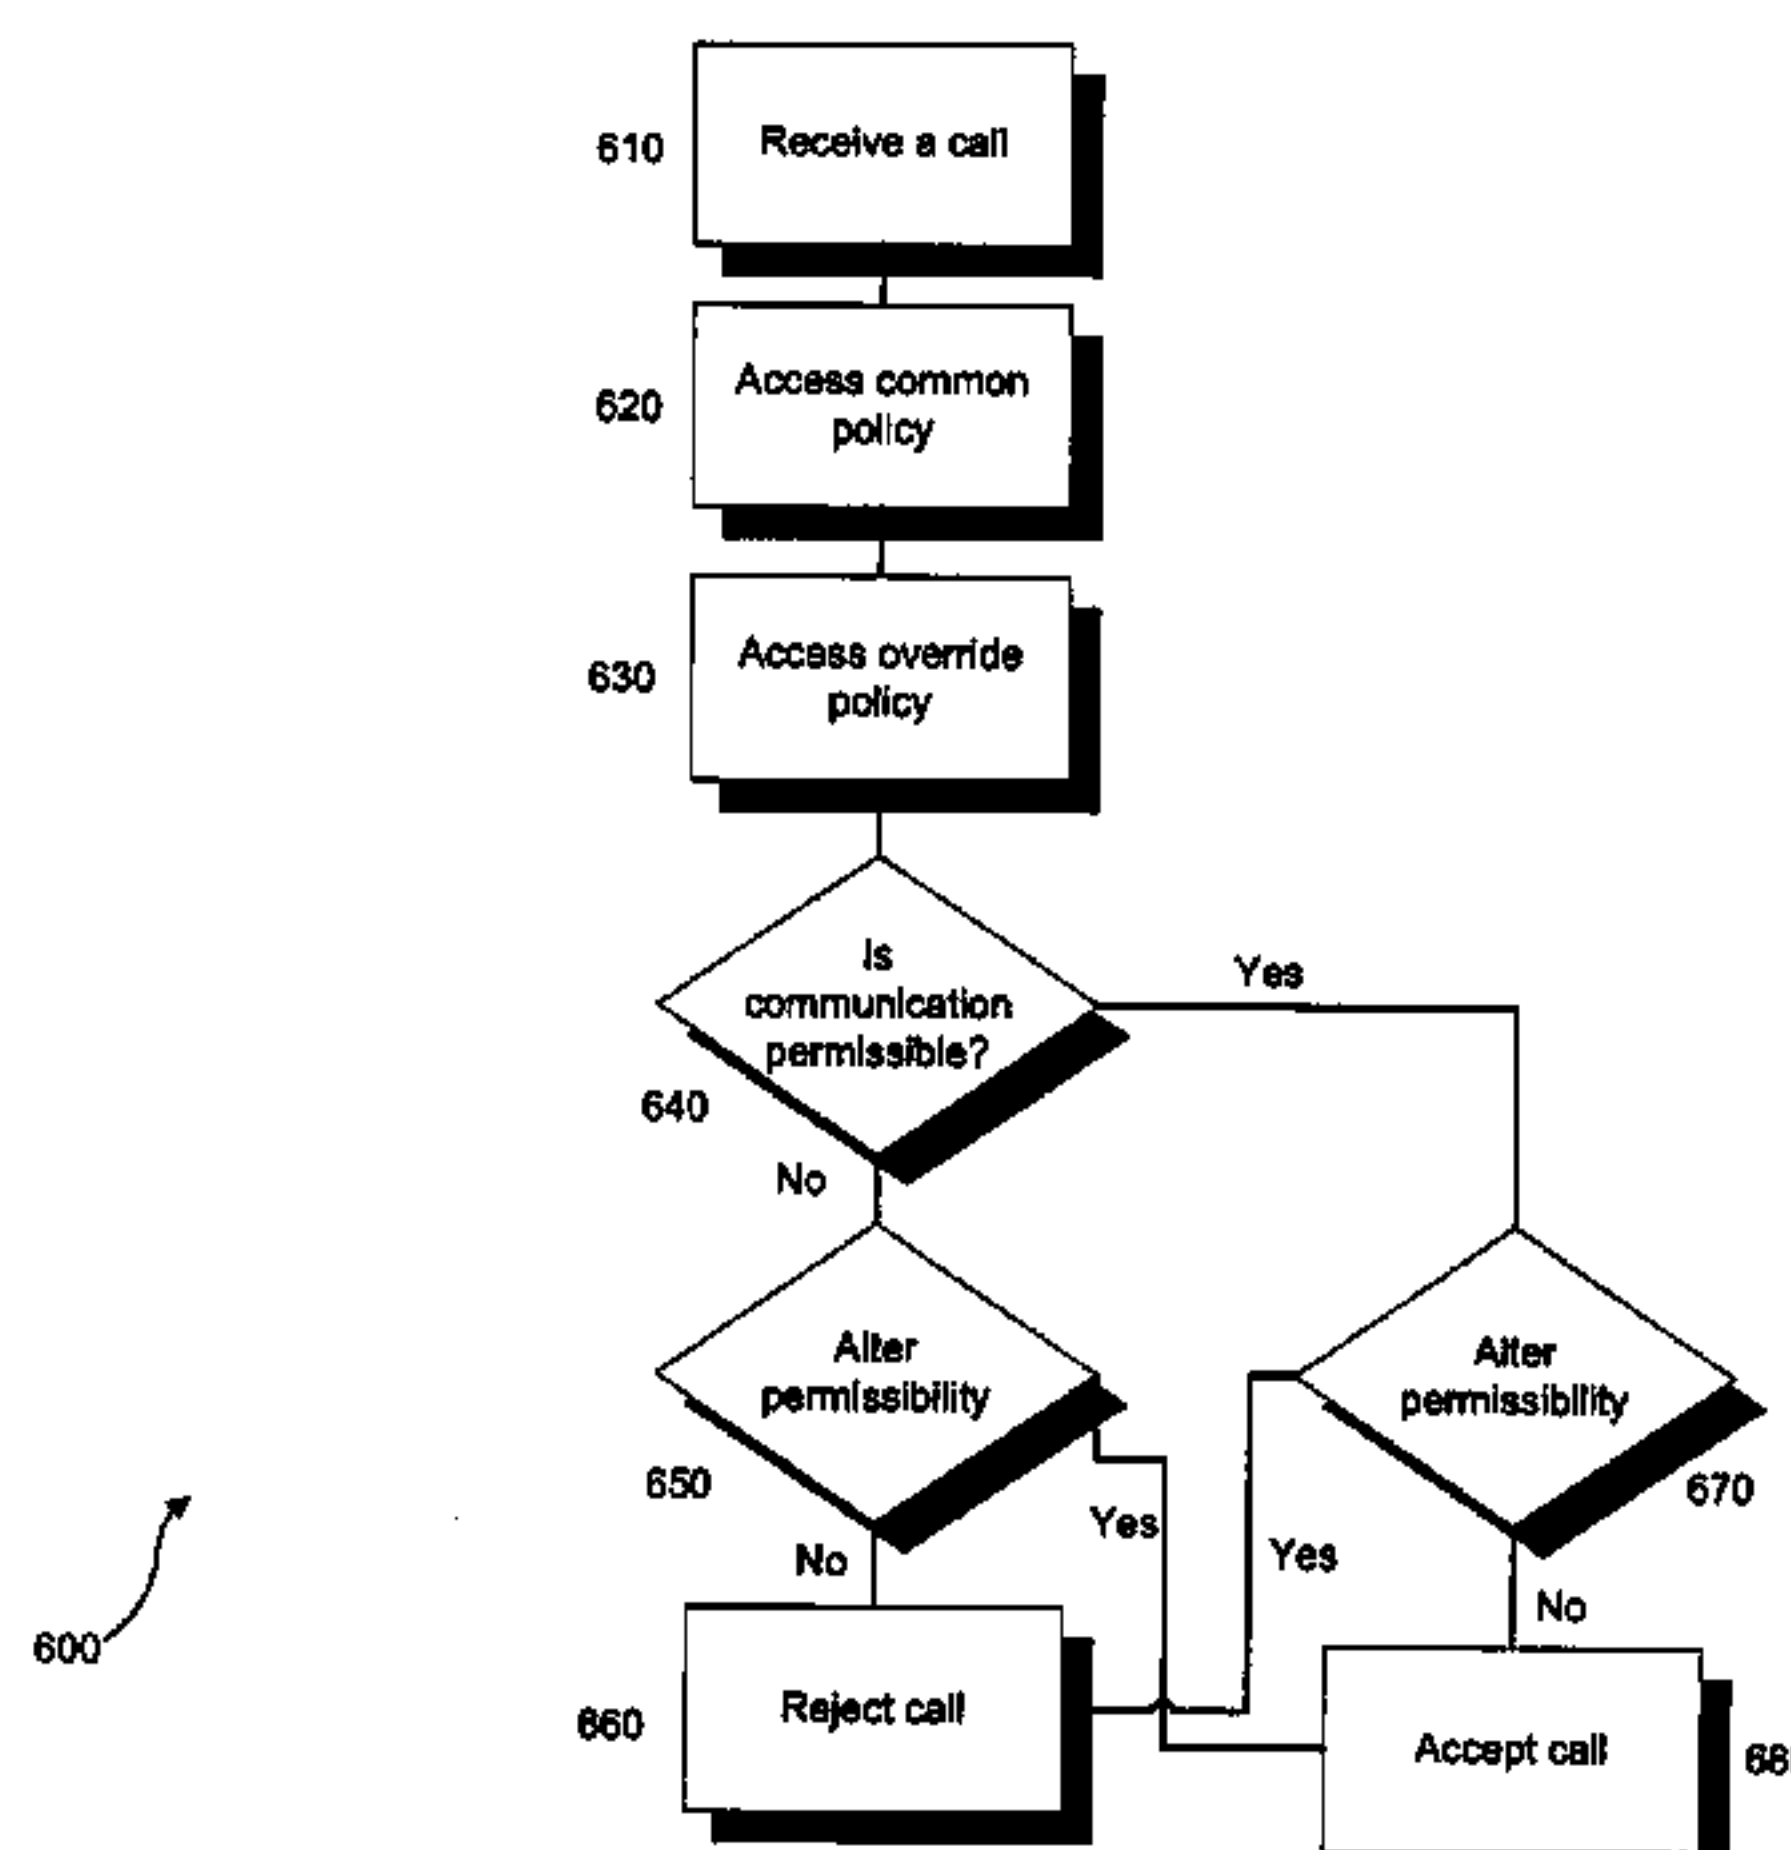 610
Receive a call
620
Access common
policy
630
Access override
policy
Is
communication
permissible?
Yes
640
No
Alter
permissibility
Alter
permissibility
650
670
Yes
Yes
No
No
600
660
Reject call
Accept call